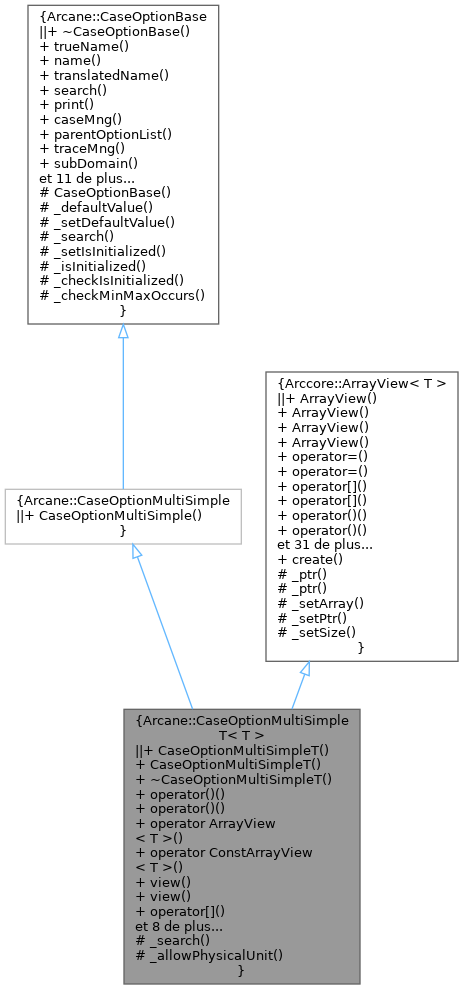 {Arcane::CaseOptionBase
||+ ~CaseOptionBase()
+ trueName()
+ name()
+ translatedName()
+ search()
+ print()
+ caseMng()
+ parentOptionList()
+ traceMng()
+ subDomain()
et 11 de plus...
# CaseOptionBase()
# _defaultValue()
# _setDefaultValue()
# _search()
# _setIsInitialized()
# _isInitialized()
# _checkIsInitialized()
# _checkMinMaxOccurs()
}
{Arccore::ArrayView< T >
||+ ArrayView()
+ ArrayView()
+ ArrayView()
+ ArrayView()
+ operator=()
+ operator=()
+ operator[]()
+ operator[]()
+ operator()()
+ operator()()
et 31 de plus...
+ create()
# _ptr()
# _ptr()
# _setArray()
# _setPtr()
# _setSize()
}
{Arcane::CaseOptionMultiSimple
||+ CaseOptionMultiSimple()
}
{Arcane::CaseOptionMultiSimple
T< T >
||+ CaseOptionMultiSimpleT()
+ CaseOptionMultiSimpleT()
+ ~CaseOptionMultiSimpleT()
+ operator()()
+ operator()()
+ operator ArrayView
< T >()
+ operator ConstArrayView
< T >()
+ view()
+ view()
+ operator[]()
et 8 de plus...
# _search()
# _allowPhysicalUnit()
}